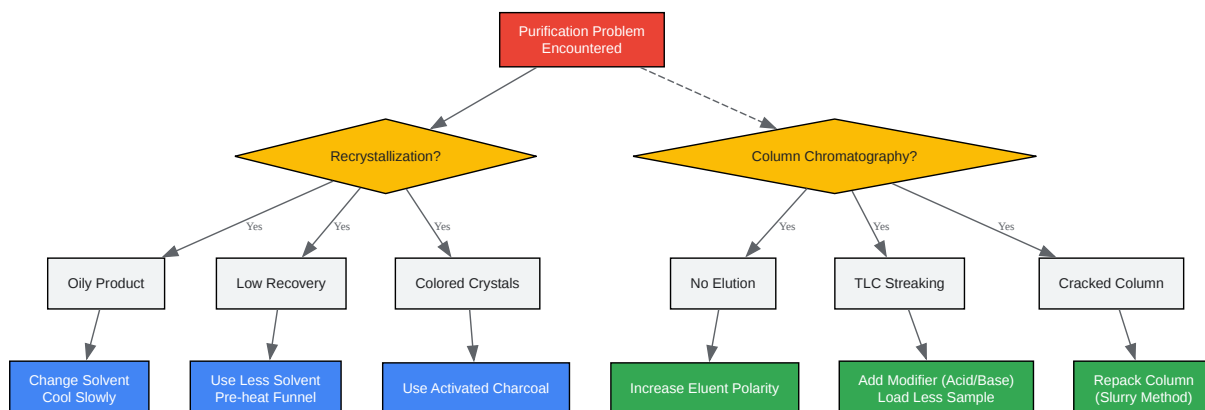 Purification Problem
Encountered
Recrystallization?
Column Chromatography?
Yes
Yes
Yes
Yes
Yes
Yes
Oily Product
Low Recovery
Colored Crystals
No Elution
TLC Streaking
Cracked Column
Change Solvent
Cool Slowly
Use Less Solvent
Pre-heat Funnel
Use Activated Charcoal
Increase Eluent Polarity
Add Modifier (Acid/Base)
Load Less Sample
Repack Column
(Slurry Method)